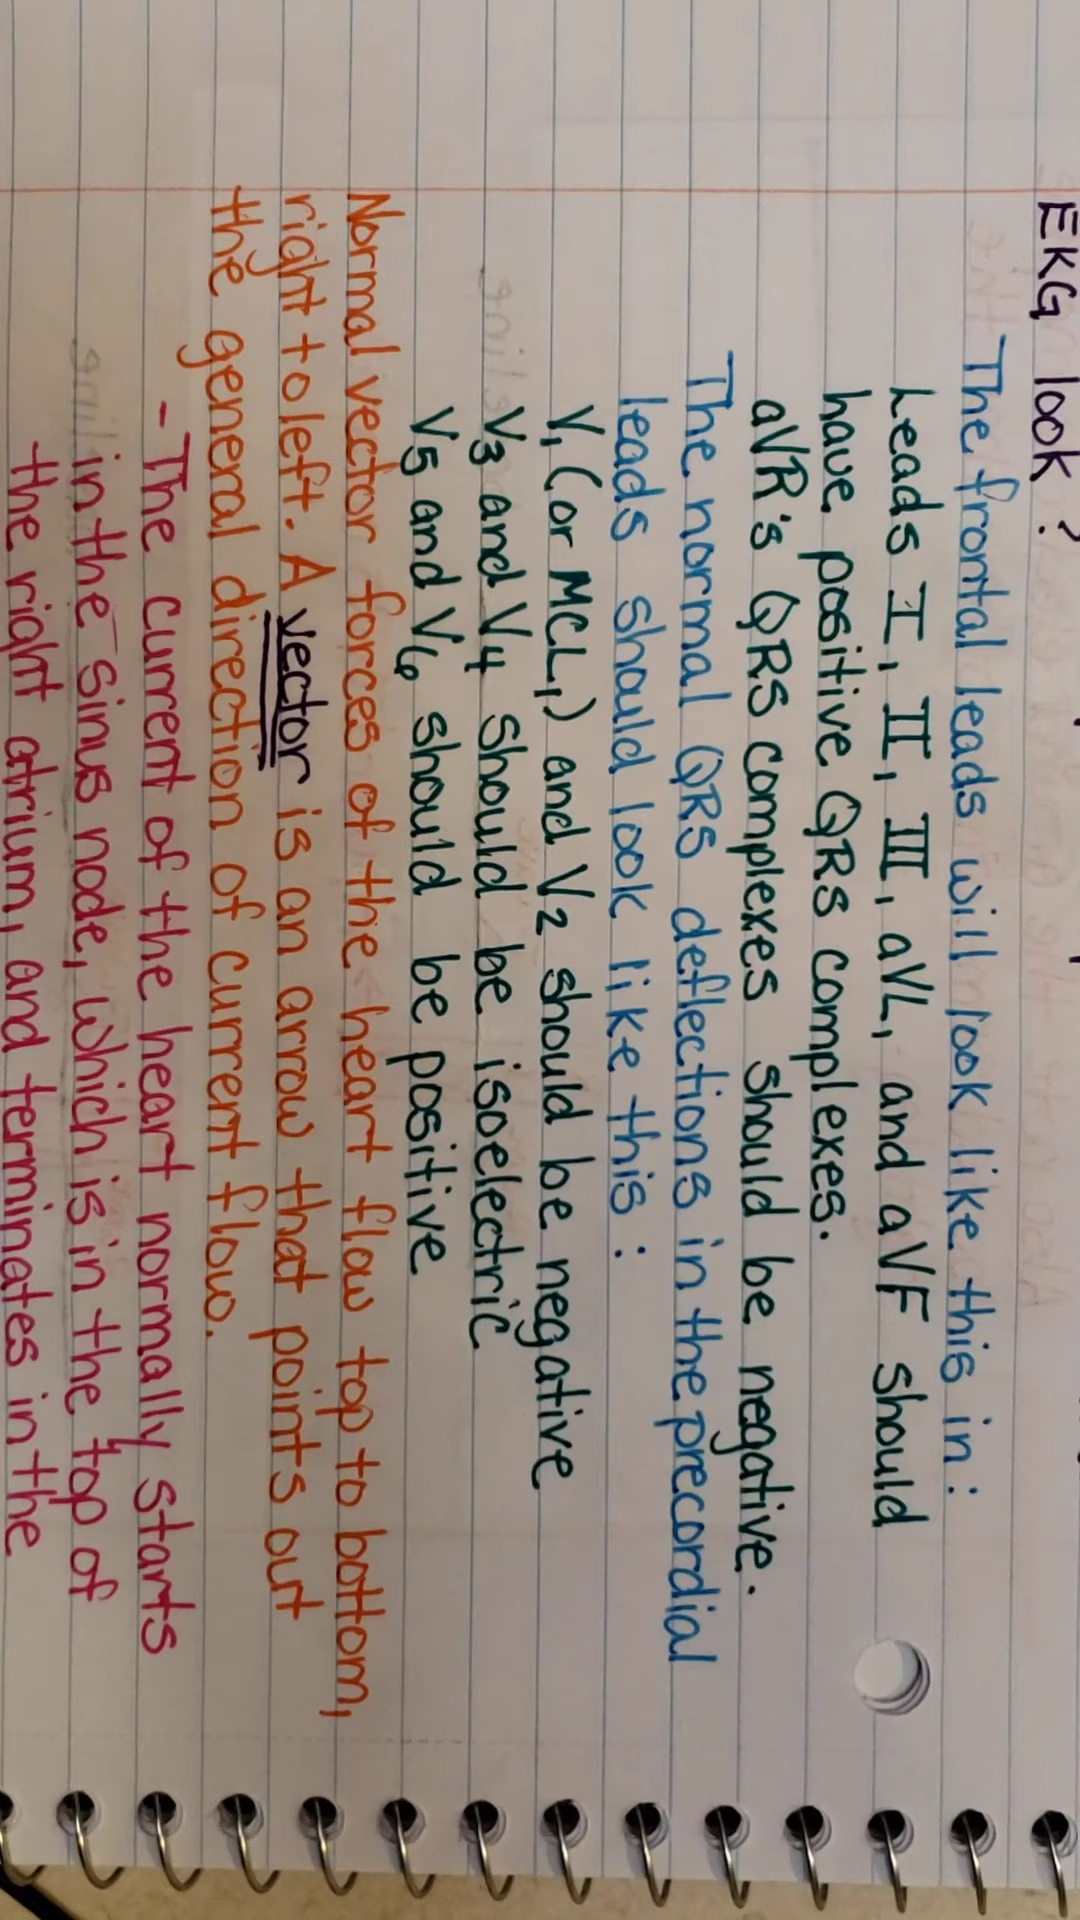 EKG look?
The frontal leads will look like this in:
Leads I, II, III, aVL, and aVF should
have positive QRS complexes.
aVR's QRS complexes should be negative.
The normal QRS deflections in the precordial
leads should look like this:
V1 (or MCL1) and V2 should be negative
V3 and V4 should be isoelectric
V5 and V6 should be positive
Normal vector forces of the heart flow top to bottom,
right to left. A vector is an arrow that points out
the general direction of current flow.
- The current of the heart normally starts
in the sinus node, which is in the top of
the right atrium, and terminates in the